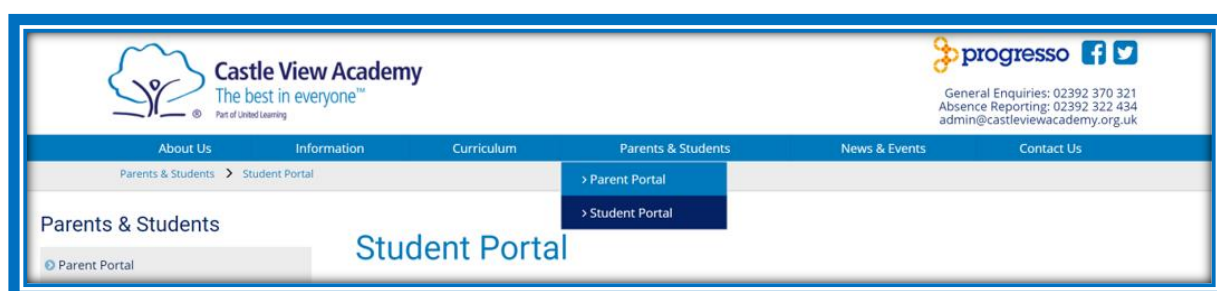 Castle View Academy
The best in everyone™
® Part of United Learning
progresso
General Enquiries: 02392 370 321
Absence Reporting: 02392 322 434
admin@castleviewacademy.org.uk
About Us Information Curriculum Parents & Students News & Events Contact Us
Parents & Students > Student Portal
> Parent Portal
> Student Portal
Parents & Students
Parent Portal
Student Portal